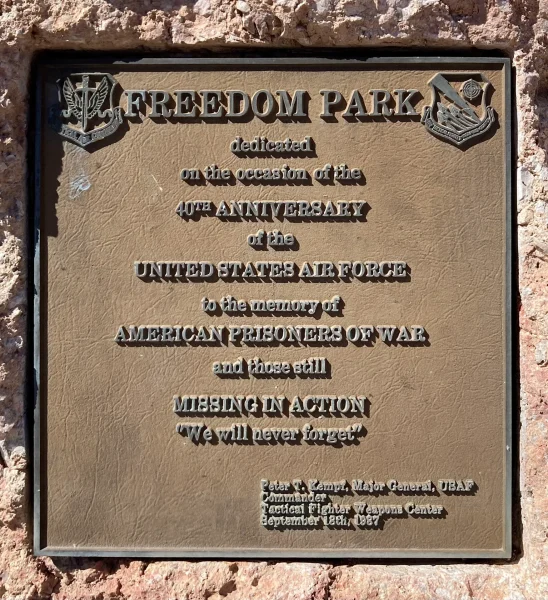 FREEDOM PARK
dedicated
on the occasion of the
40TH ANNIVERSARY
of the
UNITED STATES AIR FORCE
to the memory of
AMERICAN PRISONERS OF WAR
and those still
MISSING IN ACTION
"We will never forget"
Peter T. Kempf, Major General, USAF
Commander
Tactical Fighter Weapons Center
September 18th, 1987